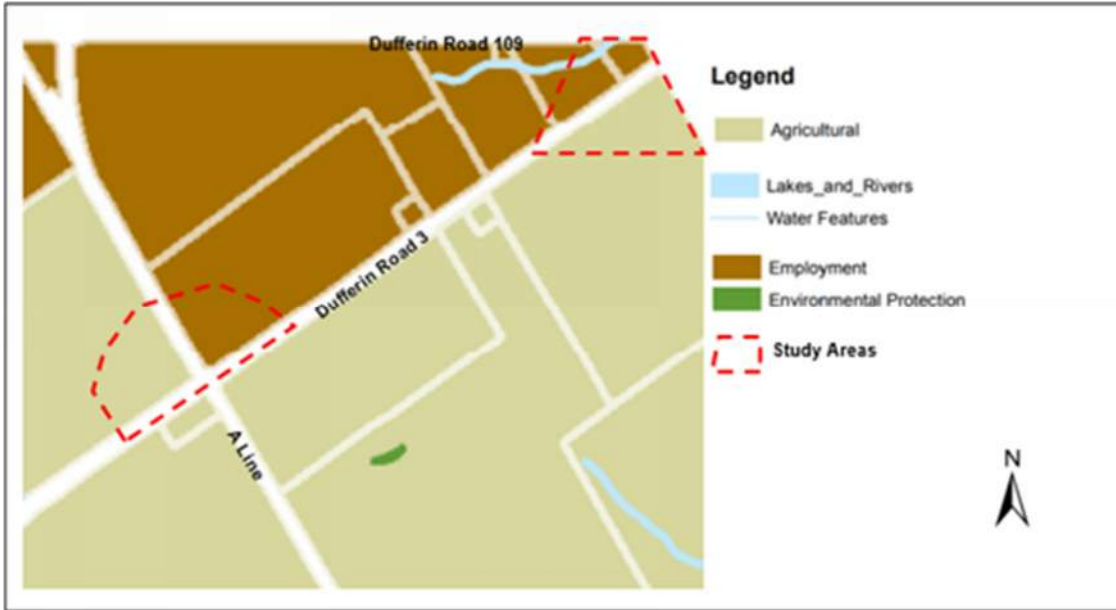 Dufferin Road 109
Dufferin Road 3
A Line
Legend
Agricultural
Lakes_and_Rivers
Water Features
Employment
Environmental Protection
Study Areas
N